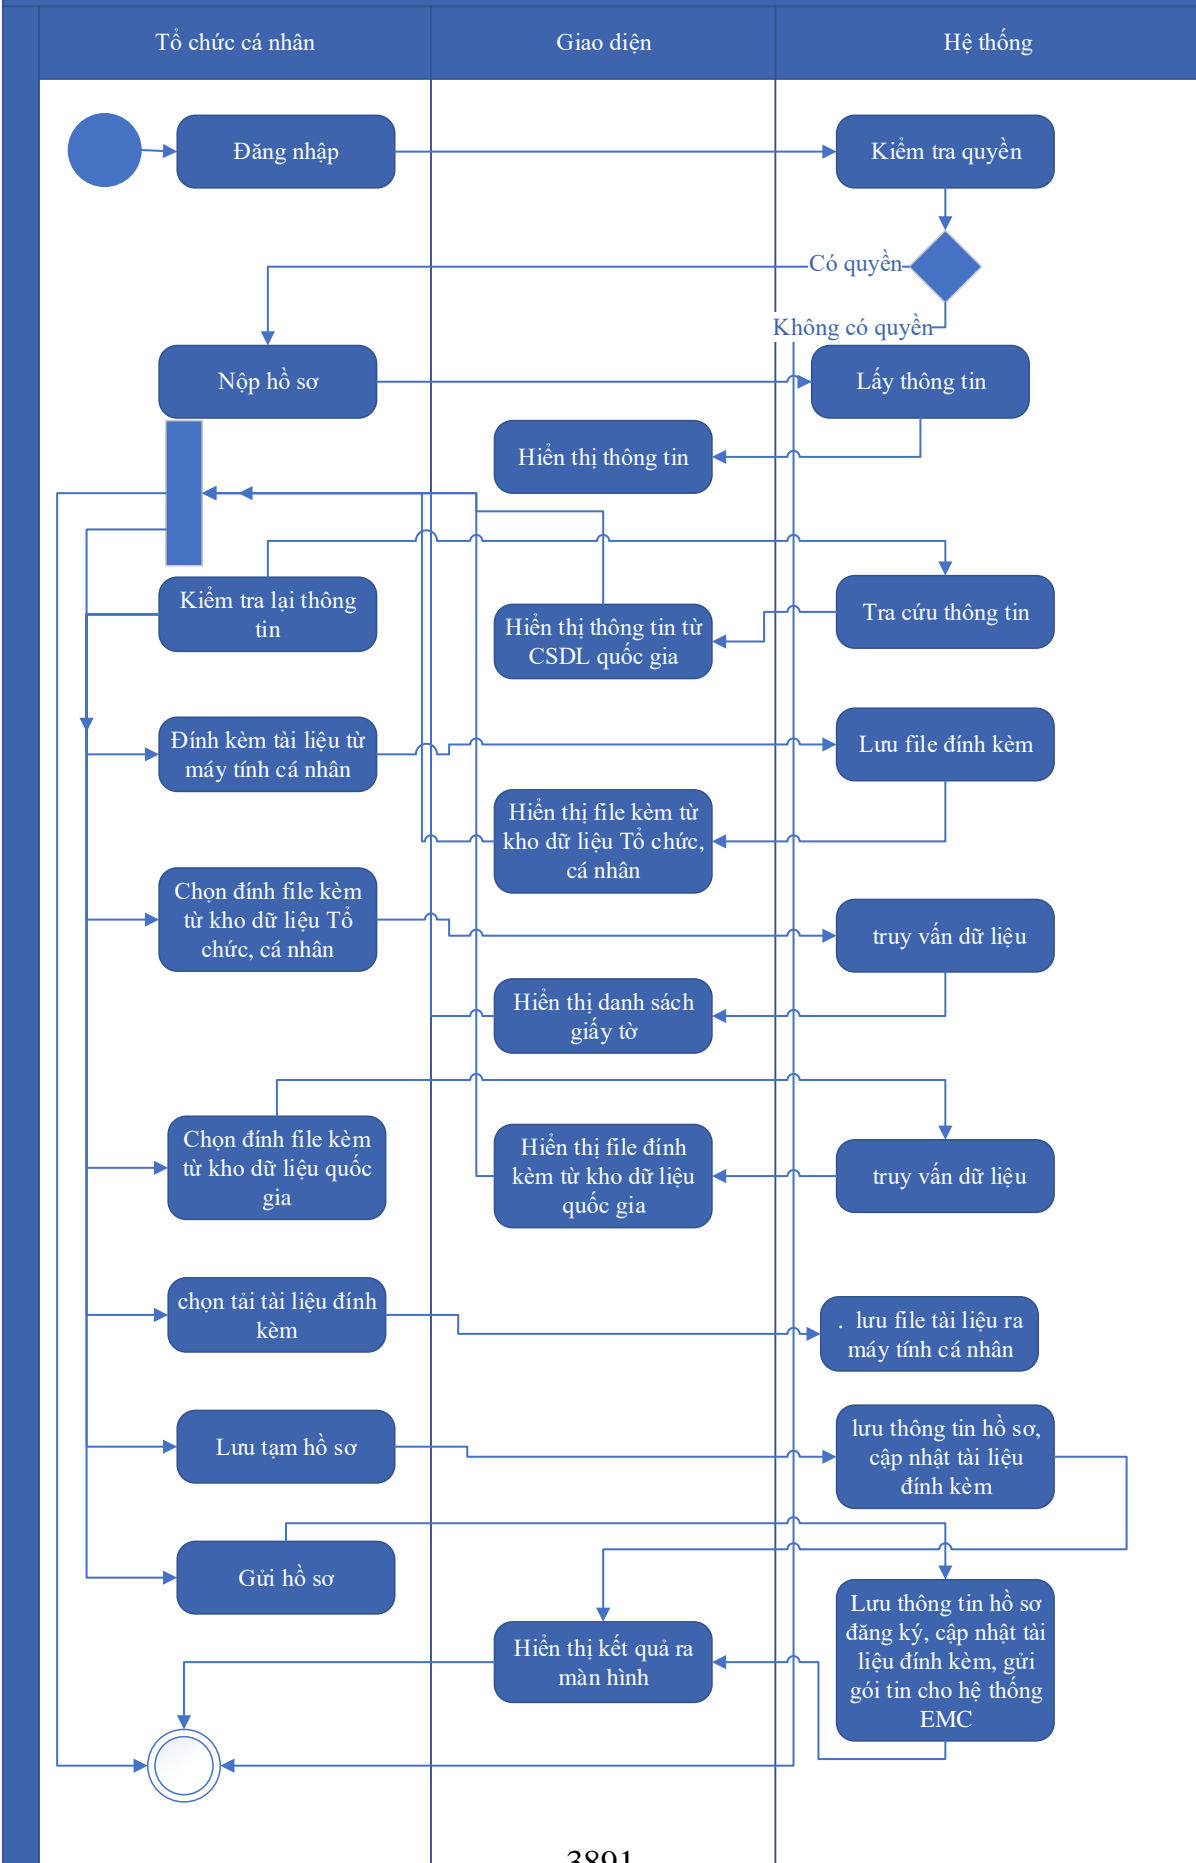 Tổ chức cá nhân
Giao diện
Hệ thống
Đăng nhập
Kiểm tra quyền
Có quyền
Không có quyền
Nộp hồ sơ
Lấy thông tin
Hiển thị thông tin
Kiểm tra lại thông
tin
Hiển thị thông tin từ
CSDL quốc gia
Tra cứu thông tin
Đính kèm tài liệu từ
máy tính cá nhân
Lưu file đính kèm
Hiển thị file kèm từ
kho dữ liệu Tổ chức,
cá nhân
Chọn đính file kèm
từ kho dữ liệu Tổ
chức, cá nhân
truy vấn dữ liệu
Hiển thị danh sách
giấy tờ
Chọn đính file kèm
từ kho dữ liệu quốc
gia
Hiển thị file đính
kèm từ kho dữ liệu
quốc gia
truy vấn dữ liệu
chọn tải tài liệu đính
kèm
. lưu file tài liệu ra
máy tính cá nhân
Lưu tạm hồ sơ
lưu thông tin hồ sơ,
cập nhật tài liệu
đính kèm
Gửi hồ sơ
Hiển thị kết quả ra
màn hình
Lưu thông tin hồ sơ
đăng ký, cập nhật tài
liệu đính kèm, gửi
gói tin cho hệ thống
EMC
3891